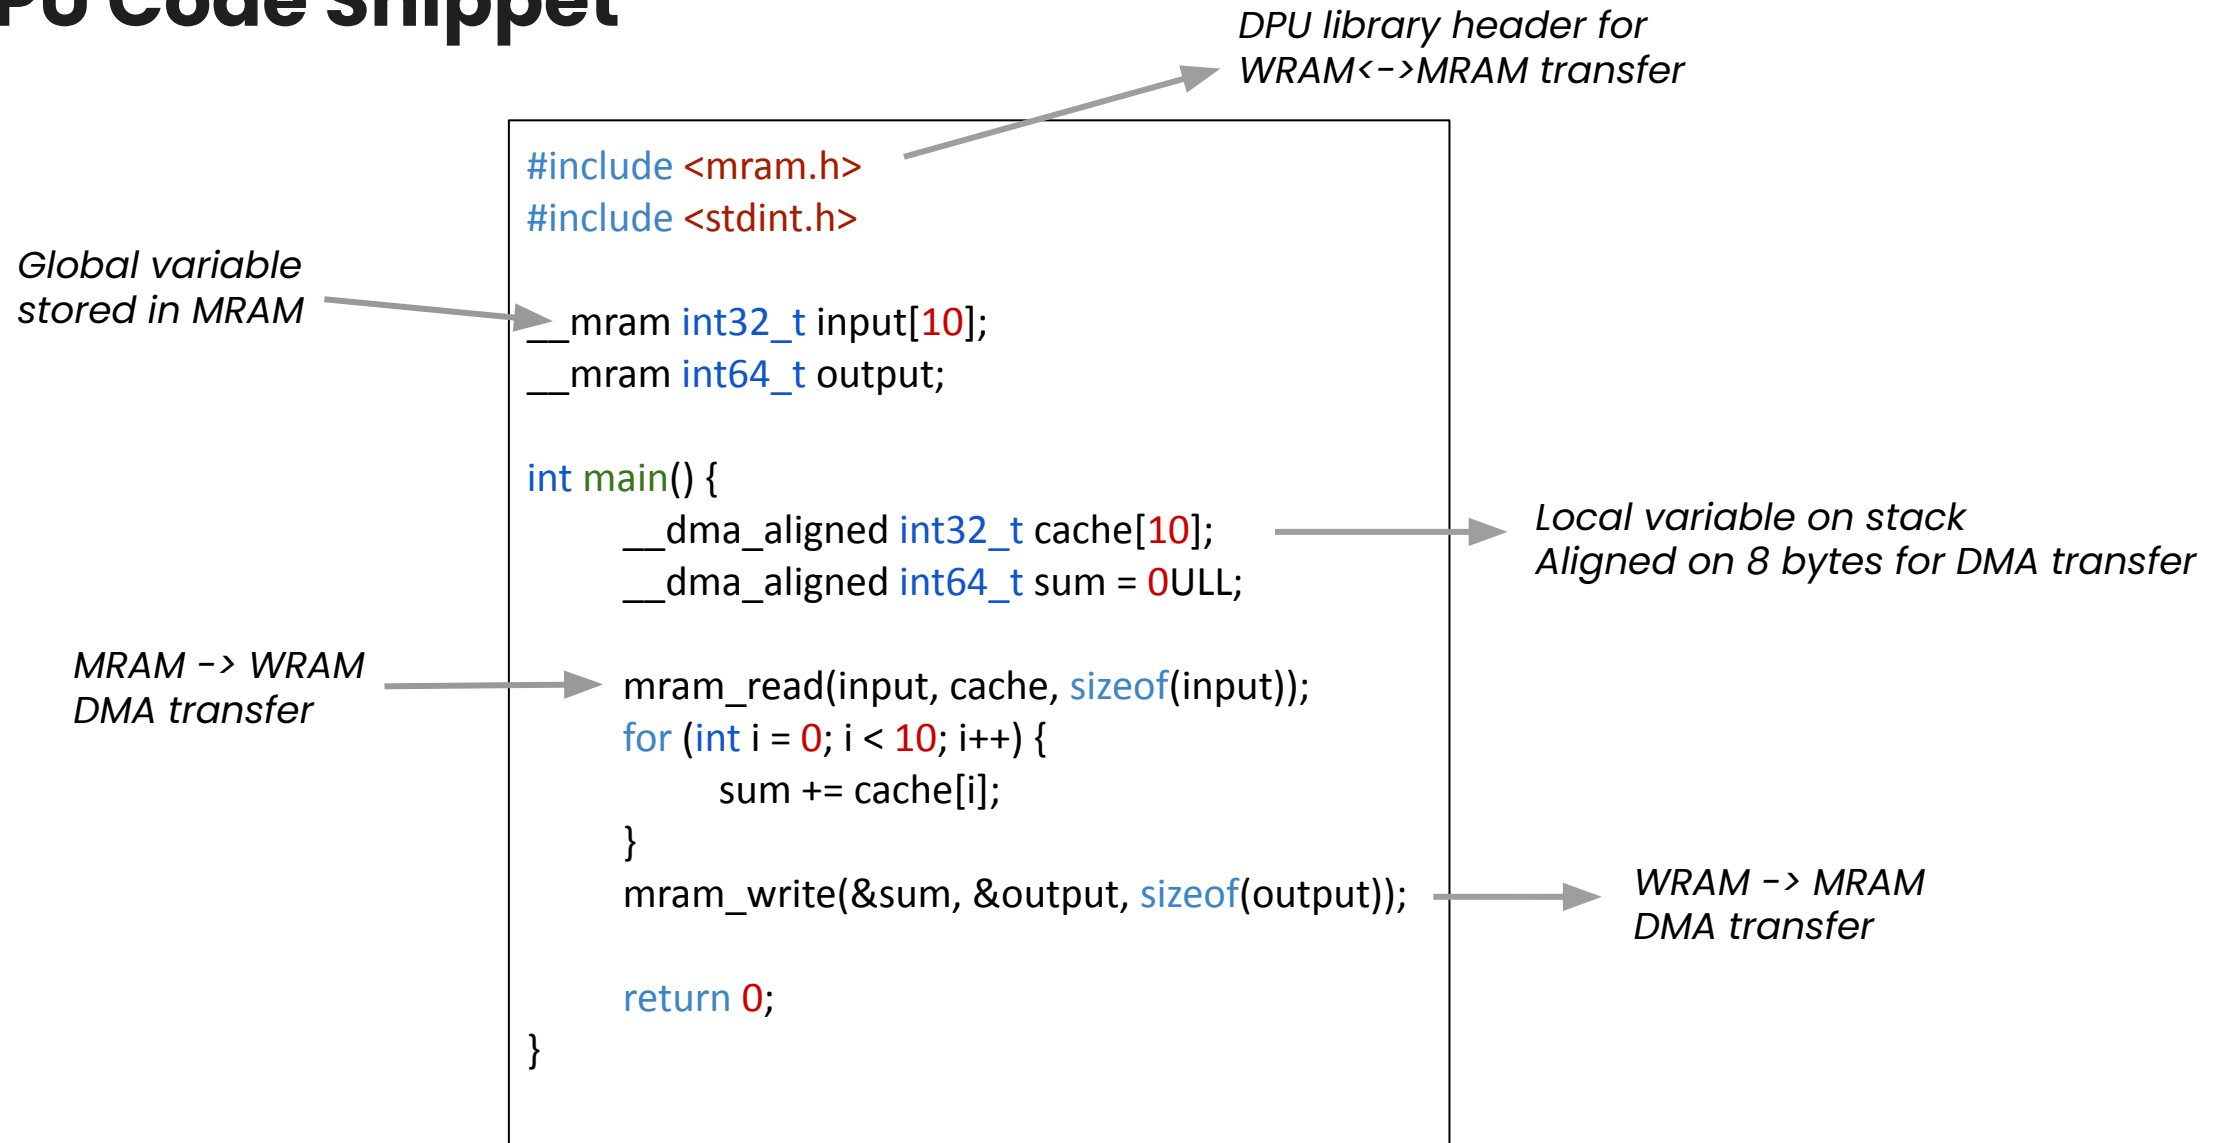 PU Code Snippet
DPU library header for
WRAM<->MRAM transfer
#include <mram.h>
#include <stdint.h>
Global variable
stored in MRAM
__mram int32_t input[10];
__mram int64_t output;
int main() {
__dma_aligned int32_t cache[10];
__dma_aligned int64_t sum = 0ULL;
Local variable on stack
Aligned on 8 bytes for DMA transfer
MRAM -> WRAM
DMA transfer
mram_read(input, cache, sizeof(input));
for (int i = 0; i < 10; i++) {
sum += cache[i];
}
mram_write(&sum, &output, sizeof(output));
WRAM -> MRAM
DMA transfer
return 0;
}